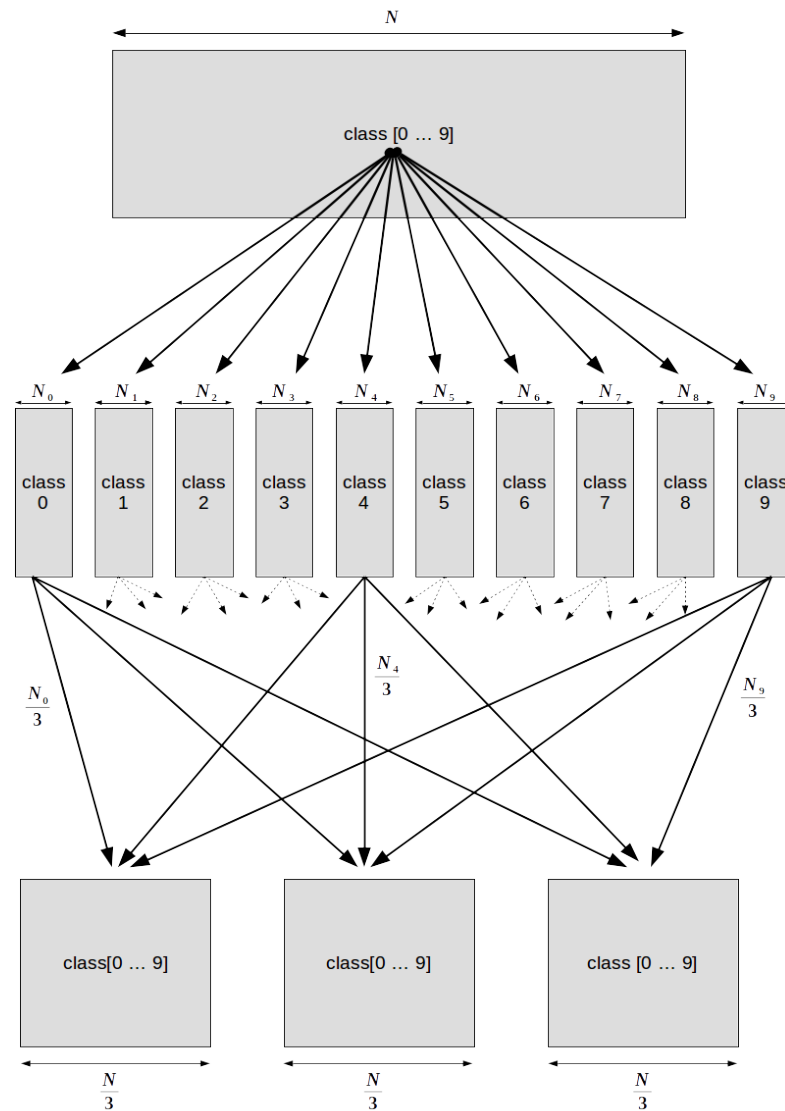 N
class [0 ... 9]
N₀ N₁ N₂ N₃ N₄ N₅ N₆ N₇ N₈ N₉
class class class class class class class class class class
0 1 2 3 4 5 6 7 8 9
N₀/3 N₄/3 N₉/3
class[0 ... 9] class[0 ... 9] class [0 ... 9]
N/3 N/3 N/3